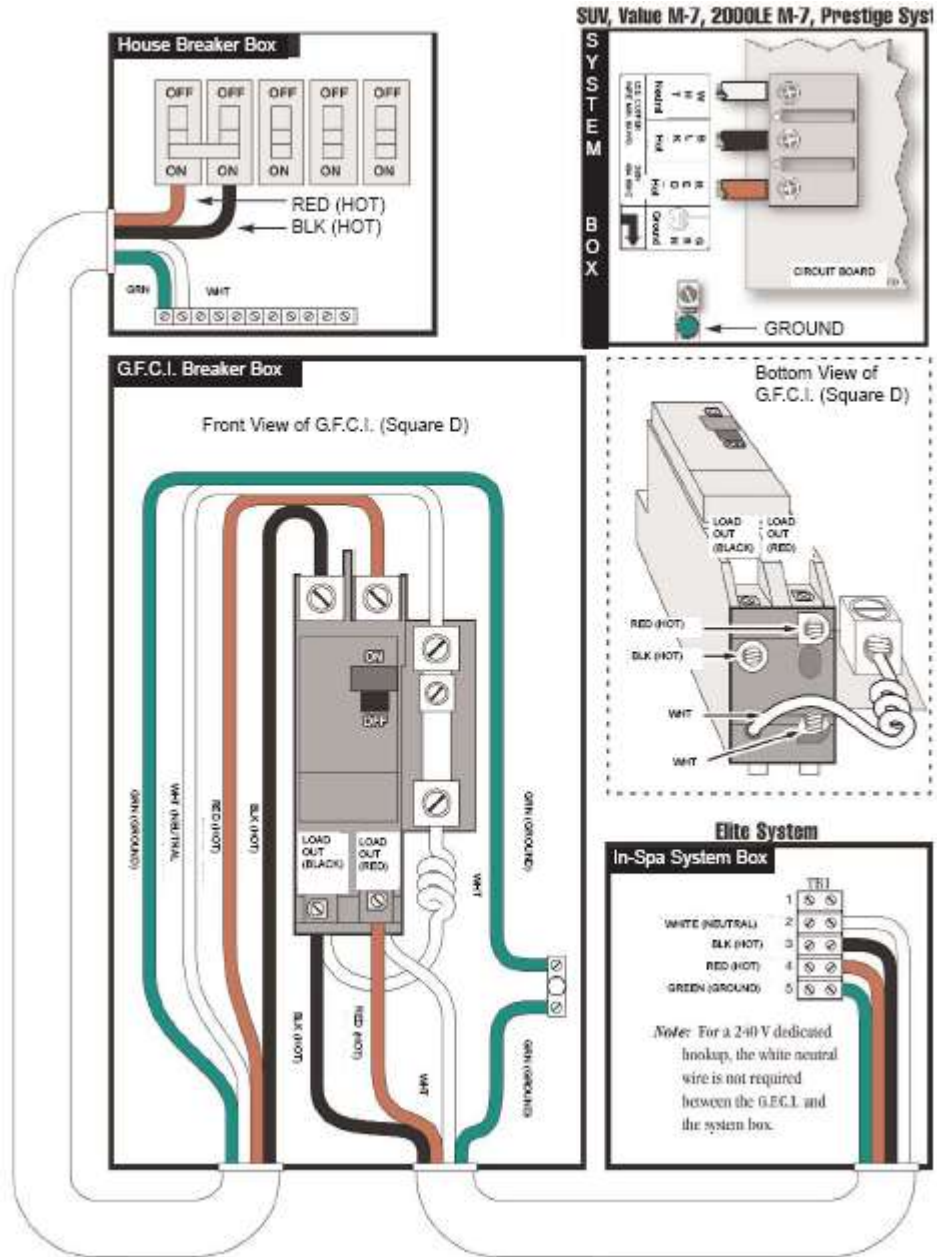 SUV, Value M-7, 2000LE M-7, Prestige Syst
House Breaker Box
OFF OFF OFF OFF OFF
ON ON ON ON ON
RED (HOT)
BLK (HOT)
GRN
WHT
SYSTEM BOX
WHT
Neutral
BLK
Hot
RED
Hot
GRN
Ground
CIRCUIT BOARD
GROUND
G.F.C.I. Breaker Box
Front View of G.F.C.I. (Square D)
ON
OFF
LOAD OUT (BLACK)
LOAD OUT (RED)
GRN (GROUND)
WHT (NEUTRAL
RED (HOT)
BLK (HOT)
WHT
GRN (GROUND)
BLK (HOT)
RED (HOT)
WHT
GRN (GROUND)
Bottom View of
G.F.C.I. (Square D)
LOAD OUT (BLACK)
LOAD OUT (RED)
RED (HOT)
BLK (HOT)
WHT
WHT
Elite System
In-Spa System Box
TB1
1
WHITE (NEUTRAL) 2
BLK (HOT) 3
RED (HOT) 4
GREEN (GROUND) 5
Note: For a 240 V dedicated
hookup, the white neutral
wire is not required
between the G.F.C.I. and
the system box.